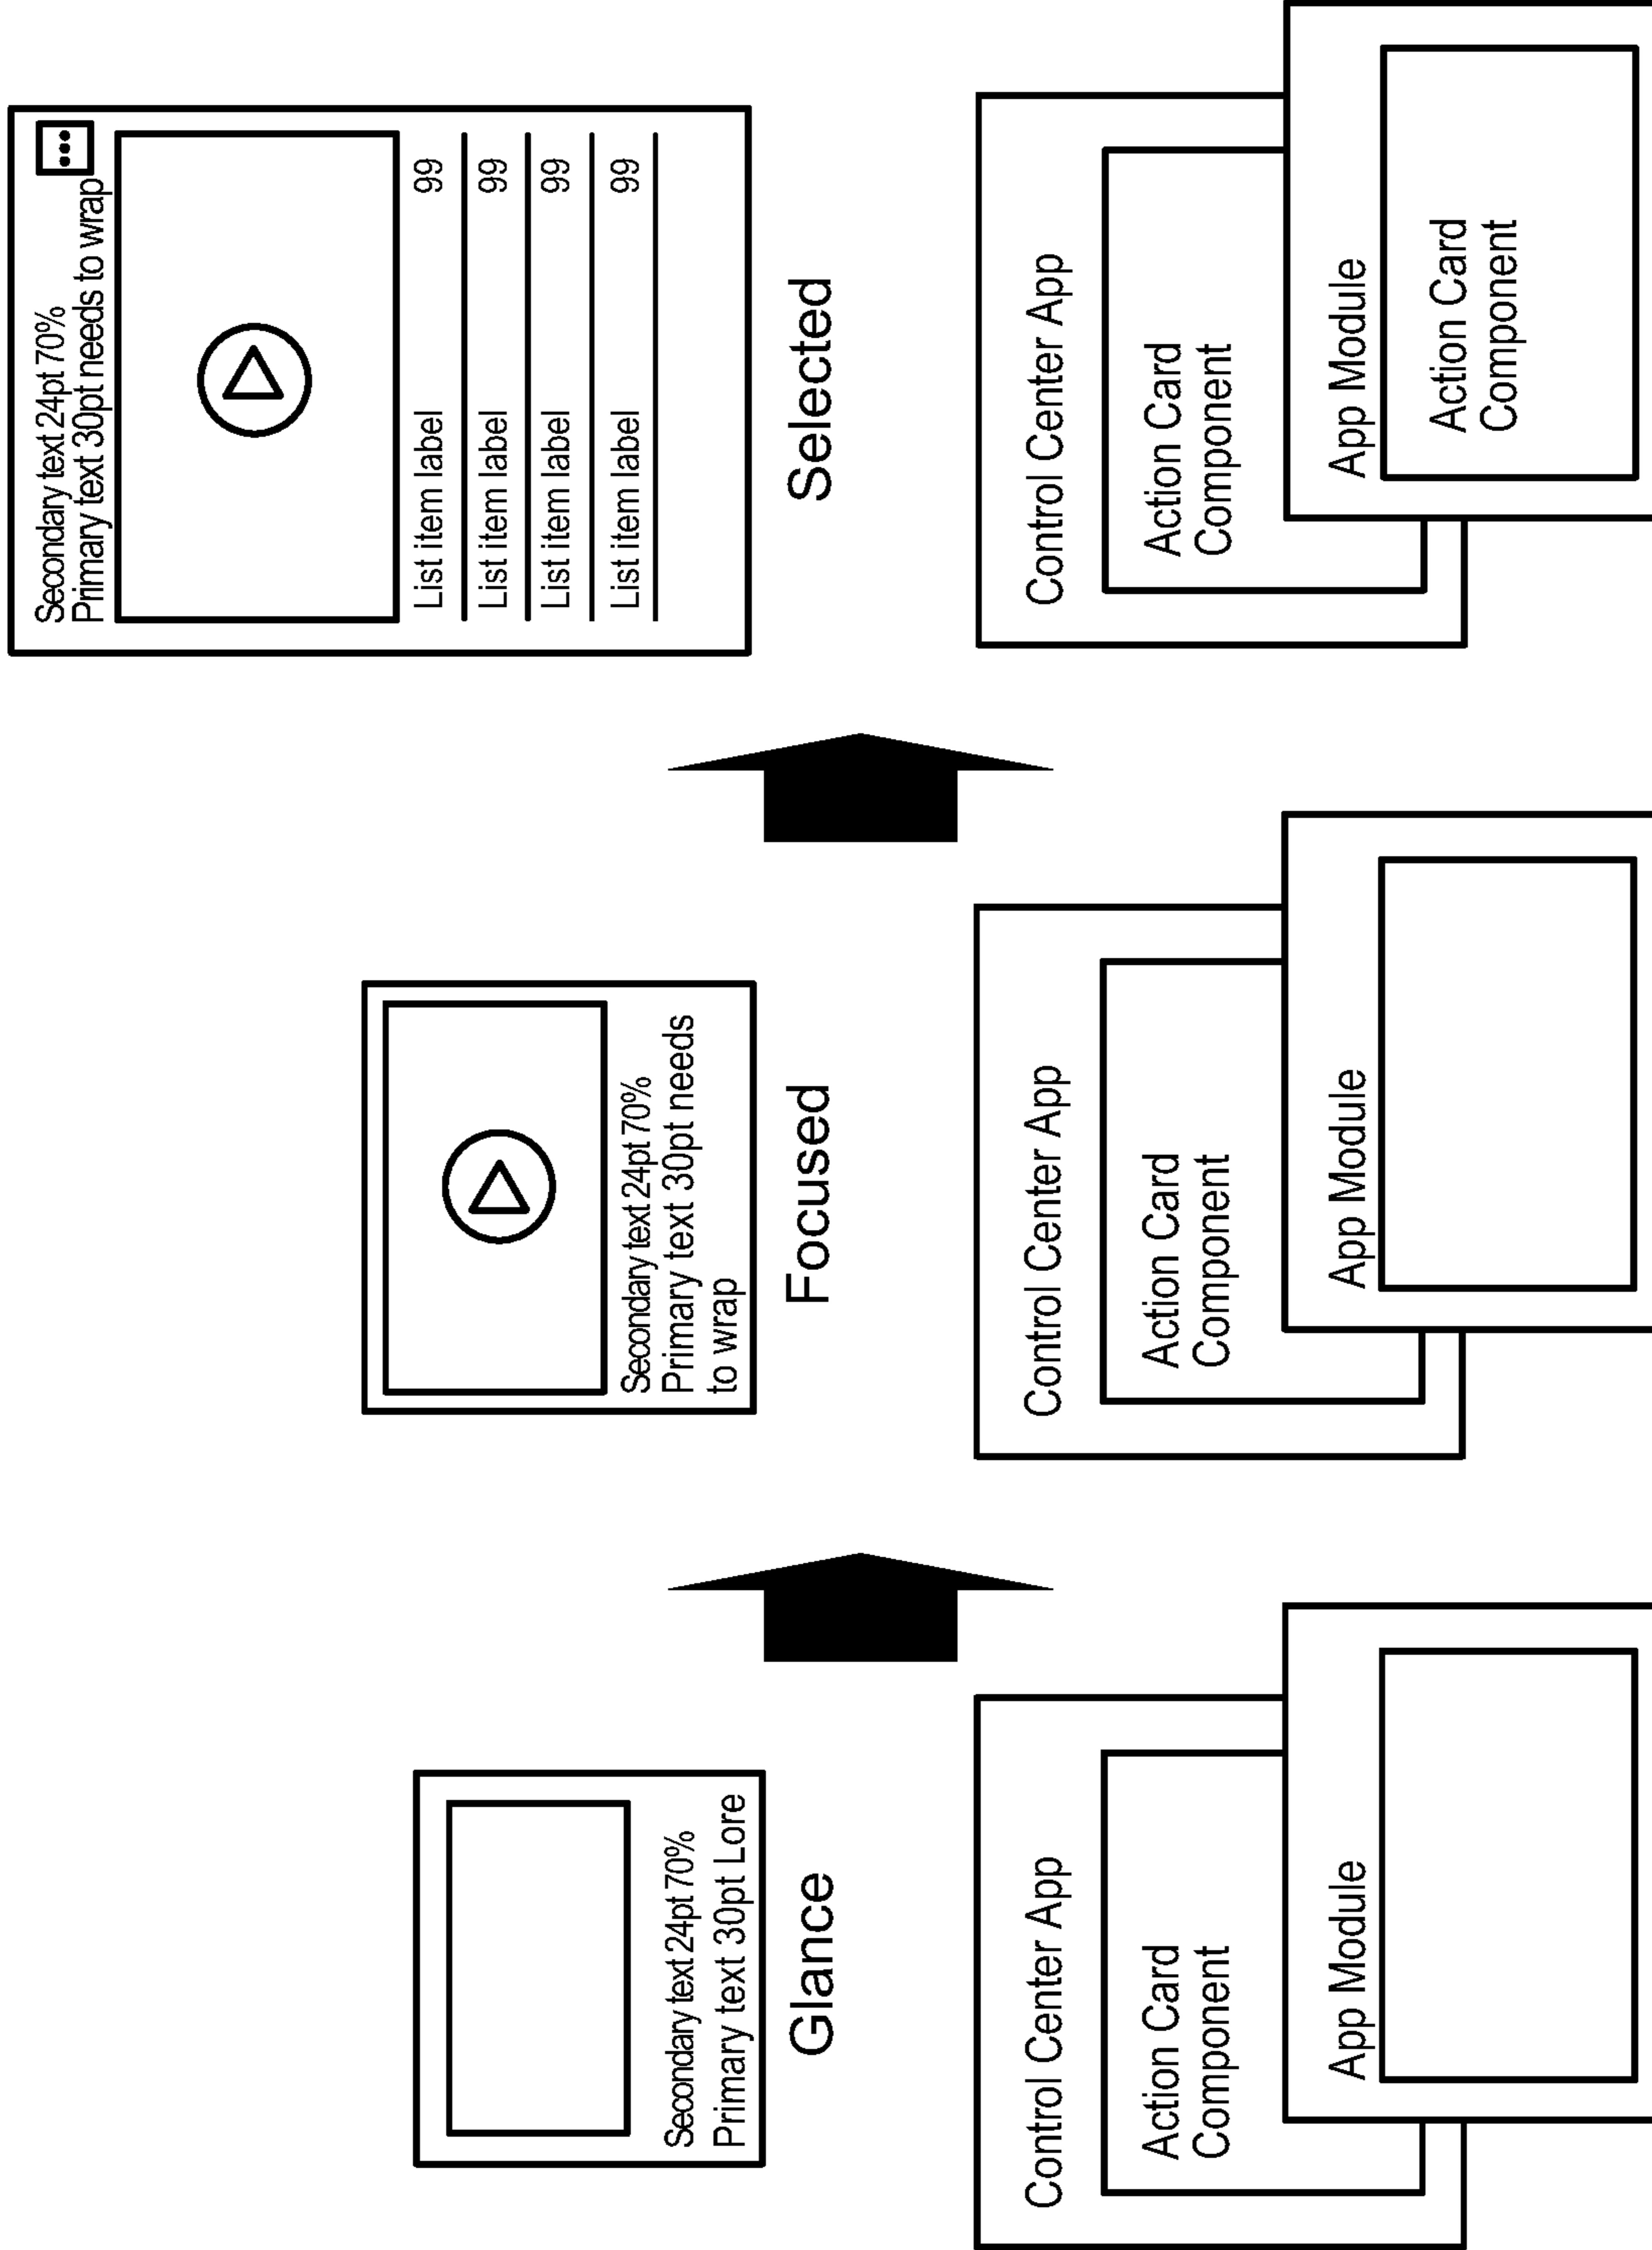 Secondary text 24pt 70%
Primary text 30pt Lore
Glance
Control Center App
Action Card
Component
App Module
Secondary text 24pt 70%
Primary text 30pt needs
to wrap
Focused
Control Center App
Action Card
Component
App Module
Secondary text 24pt 70%
Primary text 30pt needs to wrap
List item label 99
List item label 99
List item label 99
List item label 99
Selected
Control Center App
Action Card
Component
App Module
Action Card
Component